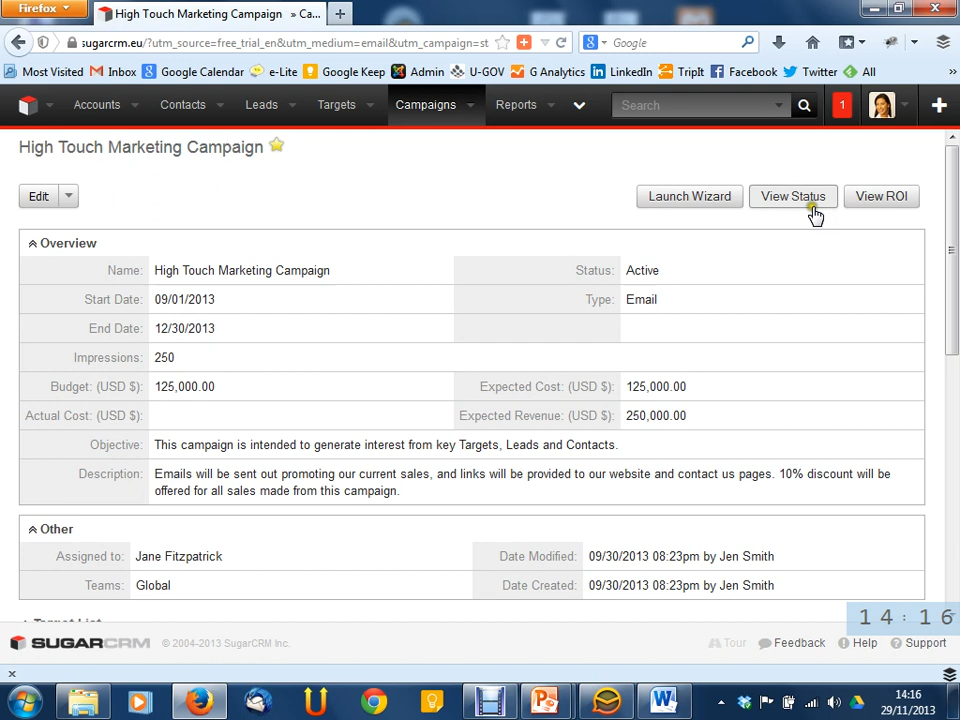 Firefox
High Touch Marketing Campaign » Ca...
sugarcrm.eu/?utm_source=free_trial_en&utm_medium=email&utm_campaign=st
Google
Most Visited Inbox Google Calendar e-Lite Google Keep Admin U-GOV G Analytics LinkedIn TripIt Facebook Twitter All
Accounts Contacts Leads Targets Campaigns Reports Search 1
High Touch Marketing Campaign
Edit Launch Wizard View Status View ROI
Overview
Name: High Touch Marketing Campaign Status: Active
Start Date: 09/01/2013 Type: Email
End Date: 12/30/2013
Impressions: 250
Budget: (USD $): 125,000.00 Expected Cost: (USD $): 125,000.00
Actual Cost: (USD $): Expected Revenue: (USD $): 250,000.00
Objective: This campaign is intended to generate interest from key Targets, Leads and Contacts.
Description: Emails will be sent out promoting our current sales, and links will be provided to our website and contact us pages. 10% discount will be
offered for all sales made from this campaign.
Other
Assigned to: Jane Fitzpatrick Date Modified: 09/30/2013 08:23pm by Jen Smith
Teams: Global Date Created: 09/30/2013 08:23pm by Jen Smith
Target List
14:16
SUGARCRM © 2004-2013 SugarCRM Inc. Tour Feedback Help Support
14:16
29/11/2013